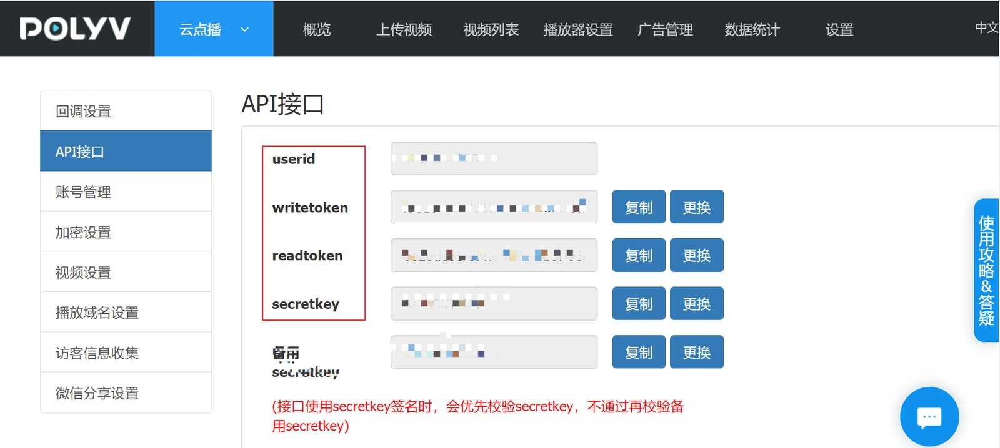 POLYV 云点播 概览 上传视频 视频列表 播放器设置 广告管理 数据统计 设置 中文
回调设置
API接口
账号管理
加密设置
视频设置
播放域名设置
访客信息收集
微信分享设置
API接口
userid
writetoken 复制 更换
readtoken 复制 更换
secretkey 复制 更换
备用 复制 更换
secretkey
(接口使用secretkey签名时，会优先校验secretkey，不通过再校验备
用secretkey)
使用攻略&答疑